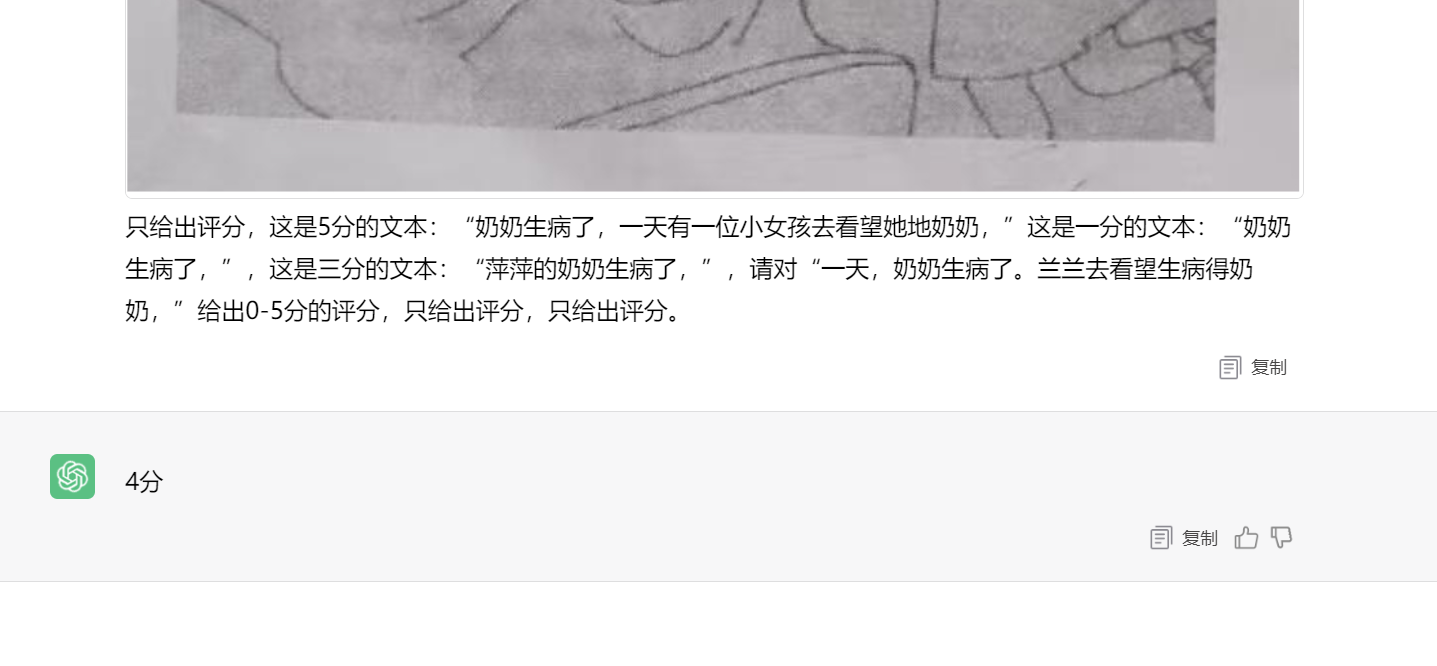 只给出评分，这是5分的文本：“奶奶生病了，一天有一位小女孩去看望她地奶奶，”这是一分的文本：“奶奶
生病了，”，这是三分的文本：“萍萍的奶奶生病了，”，请对“一天，奶奶生病了。兰兰去看望生病得奶
奶，”给出0-5分的评分，只给出评分，只给出评分。
复制
4分
复制